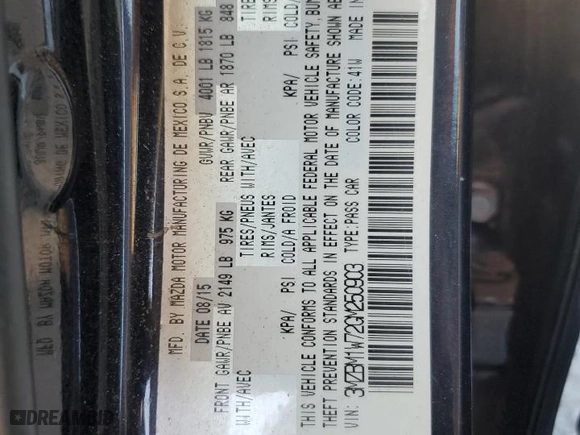 MFD. BY MAZDA MOTOR MANUFACTURING DE MEXICO S.A. DE C.V.
DATE 08/15 GVWR/PNBV 4001 LB 1815 KG
FRONT GAWR/PNBE AV 2149 LB 975 KG REAR GAWR/PNBE AR 1870 LB 848
WITH/AVEC TIRES/PNEUS WITH/AVEC TIRE
RIMS/JANTES RIMS
KPA/ PSI COLD/A FROID KPA/ PSI COLD/A
THIS VEHICLE CONFORMS TO ALL APPLICABLE FEDERAL MOTOR VEHICLE SAFETY, BUM
THEFT PREVENTION STANDARDS IN EFFECT ON THE DATE OF MANUFACTURE SHOWN AB
VIN: 3MZBM1W72GM250903 TYPE: PASS CAR COLOR CODE: 41W MADE IN
DREAMBID